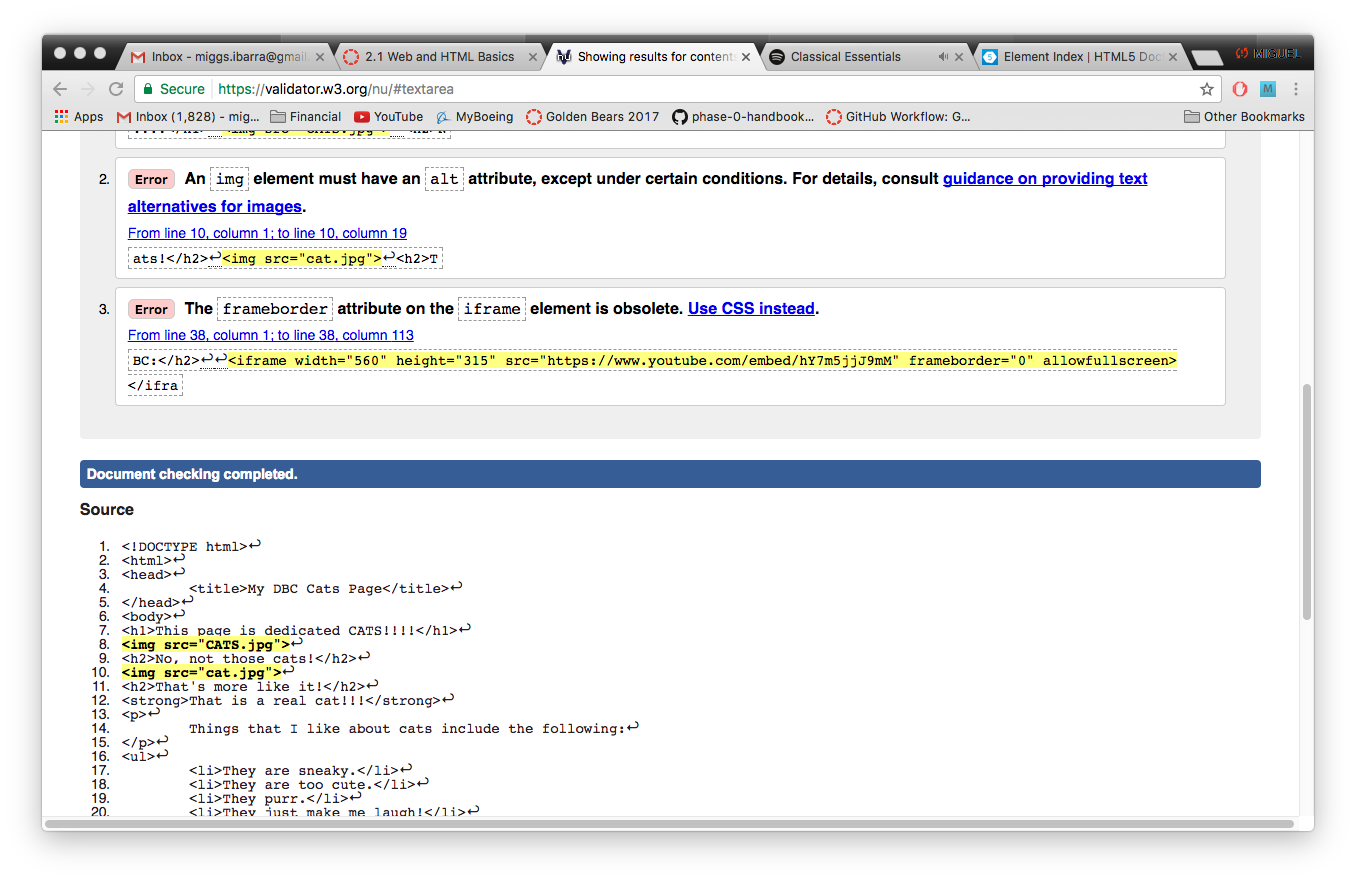 Inbox - miggs.ibarra@gmail.
2.1 Web and HTML Basics
Showing results for contents
Classical Essentials
Element Index | HTML5 Doc
MIGUEL
Secure
https://validator.w3.org/nu/#textarea
Apps
Inbox (1,828) - mig...
Financial
YouTube
MyBoeing
Golden Bears 2017
phase-0-handbook...
GitHub Workflow: G...
Other Bookmarks
2. Error An img element must have an alt attribute, except under certain conditions. For details, consult guidance on providing text
alternatives for images.
From line 10, column 1; to line 10, column 19
ats!</h2>↩<img src="cat.jpg">↩<h2>T
3. Error The frameborder attribute on the iframe element is obsolete. Use CSS instead.
From line 38, column 1; to line 38, column 113
BC:</h2>↩↩<iframe width="560" height="315" src="https://www.youtube.com/embed/hY7m5jjJ9mM" frameborder="0" allowfullscreen>
</ifra
Document checking completed.
Source
1. <!DOCTYPE html>↩
2. <html>↩
3. <head>↩
4. <title>My DBC Cats Page</title>↩
5. </head>↩
6. <body>↩
7. <h1>This page is dedicated CATS!!!!</h1>↩
8. <img src="CATS.jpg">↩
9. <h2>No, not those cats!</h2>↩
10. <img src="cat.jpg">↩
11. <h2>That's more like it!</h2>↩
12. <strong>That is a real cat!!!</strong>↩
13. <p>↩
14. Things that I like about cats include the following:↩
15. </p>↩
16. <ul>↩
17. <li>They are sneaky.</li>↩
18. <li>They are too cute.</li>↩
19. <li>They purr.</li>↩
20. <li>They just make me laugh!</li>↩